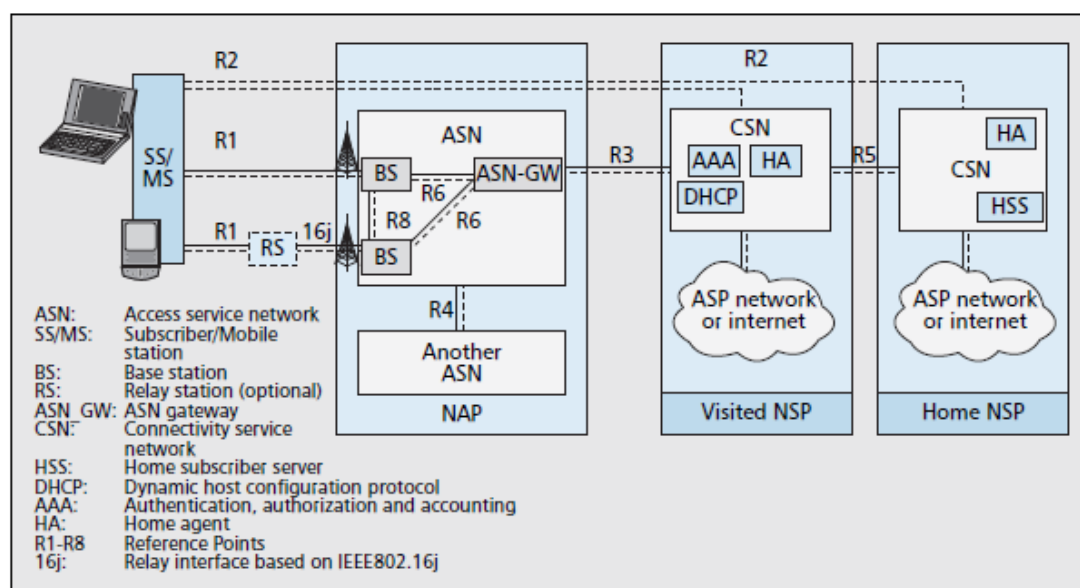 R2
R2
SS/
MS
R1
ASN
BS
ASN-GW
R6
R8
R6
R1
RS
16j
BS
R4
Another
ASN
NAP
R3
CSN
AAA
HA
DHCP
ASP network
or internet
Visited NSP
R5
HA
CSN
HSS
ASP network
or internet
Home NSP
ASN: Access service network
SS/MS: Subscriber/Mobile
station
BS: Base station
RS: Relay station (optional)
ASN_GW: ASN gateway
CSN: Connectivity service
network
HSS: Home subscriber server
DHCP: Dynamic host configuration protocol
AAA: Authentication, authorization and accounting
HA: Home agent
R1-R8 Reference Points
16j: Relay interface based on IEEE802.16j